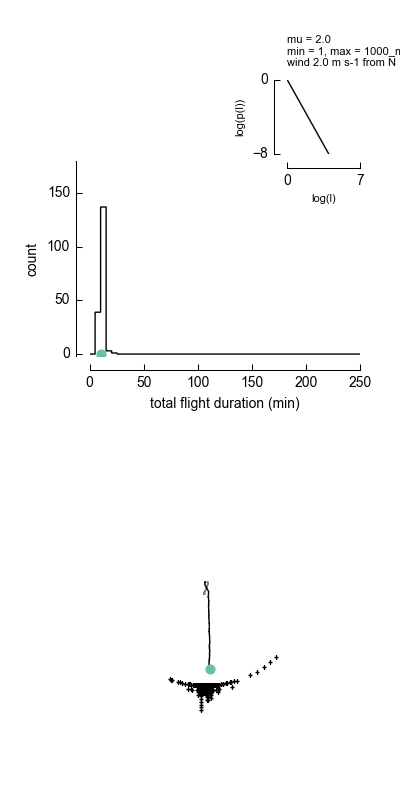 mu = 2.0
min = 1, max = 1000_m
wind 2.0 m s-1 from N
0
log(p(l))
−8
0 7
log(l)
150
100
count
50
0
0 50 100 150 200 250
total flight duration (min)